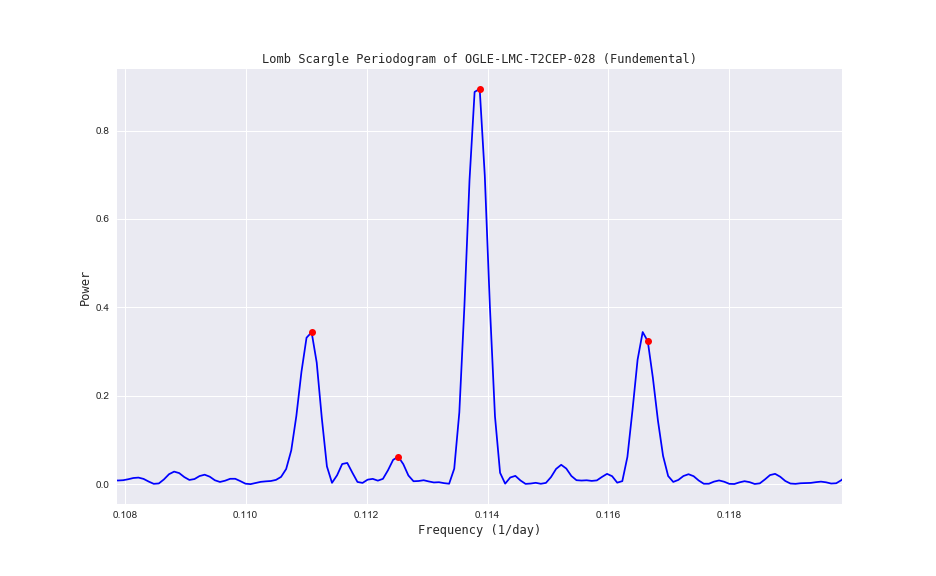 Lomb Scargle Periodogram of OGLE-LMC-T2CEP-028 (Fundemental)
0.8
0.6
0.4
0.2
0.0
Power
0.108 0.110 0.112 0.114 0.116 0.118
Frequency (1/day)